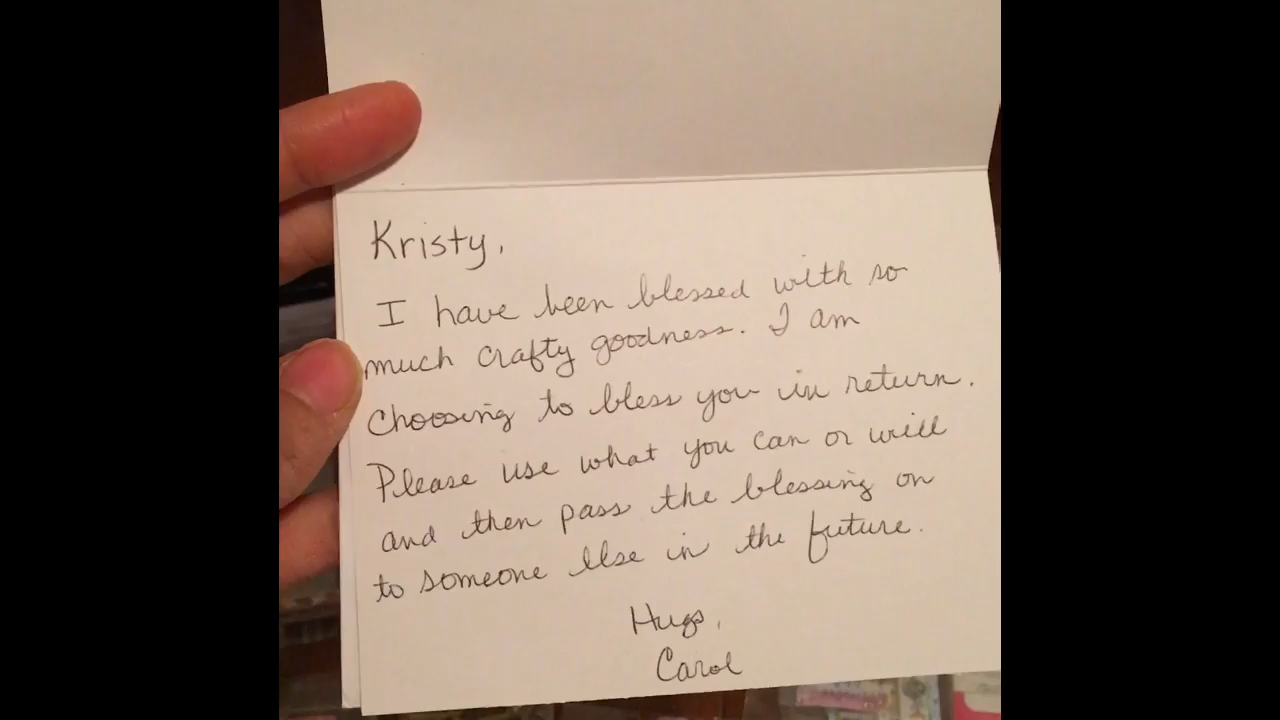 Kristy,
I have been blessed with so
much crafty goodness. I am
choosing to bless you in return.
Please use what you can or will
and then pass the blessing on
to someone else in the future.
Hugs,
Carol